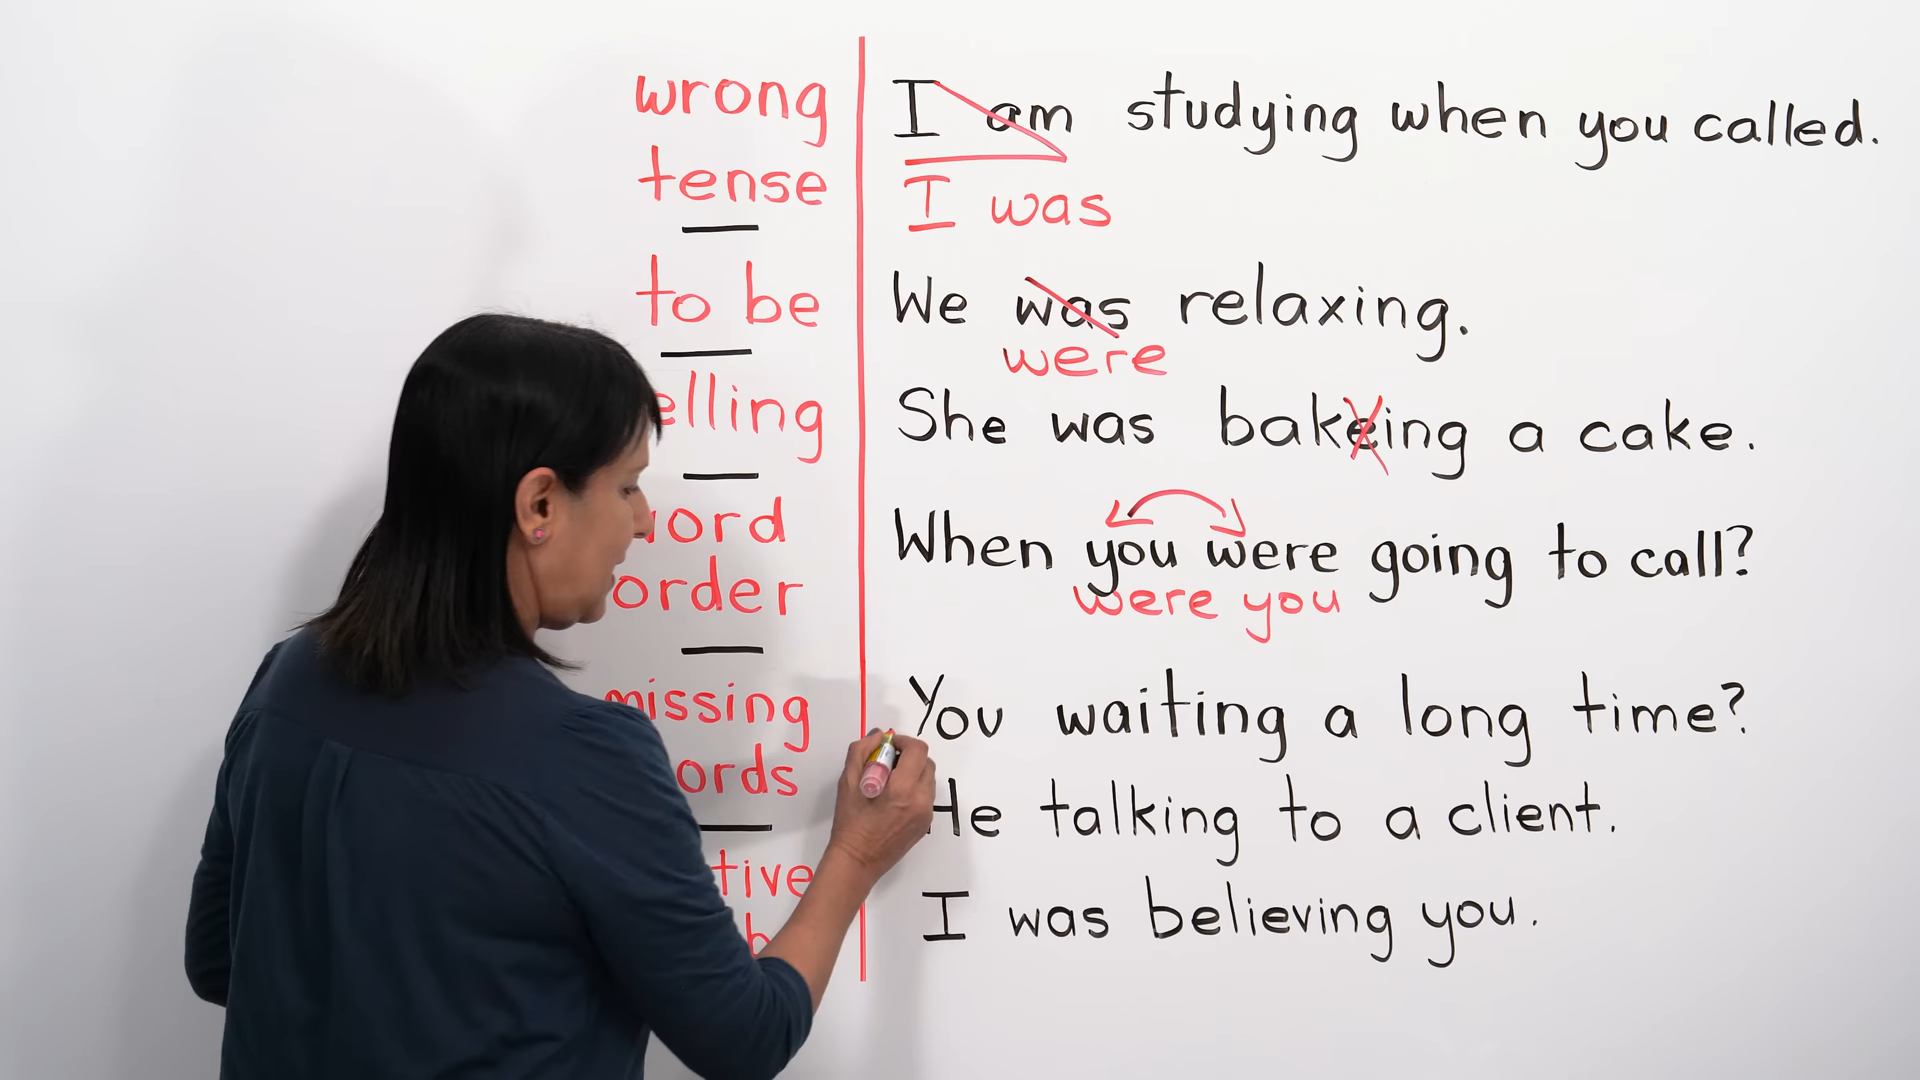 wrong
tense
to be
elling
word
order
missing
ords
tive
I am studying when you called.
I was
We was relaxing.
were
She was bakeing a cake.
When you were going to call?
were you
You waiting a long time?
He talking to a client.
I was believing you.